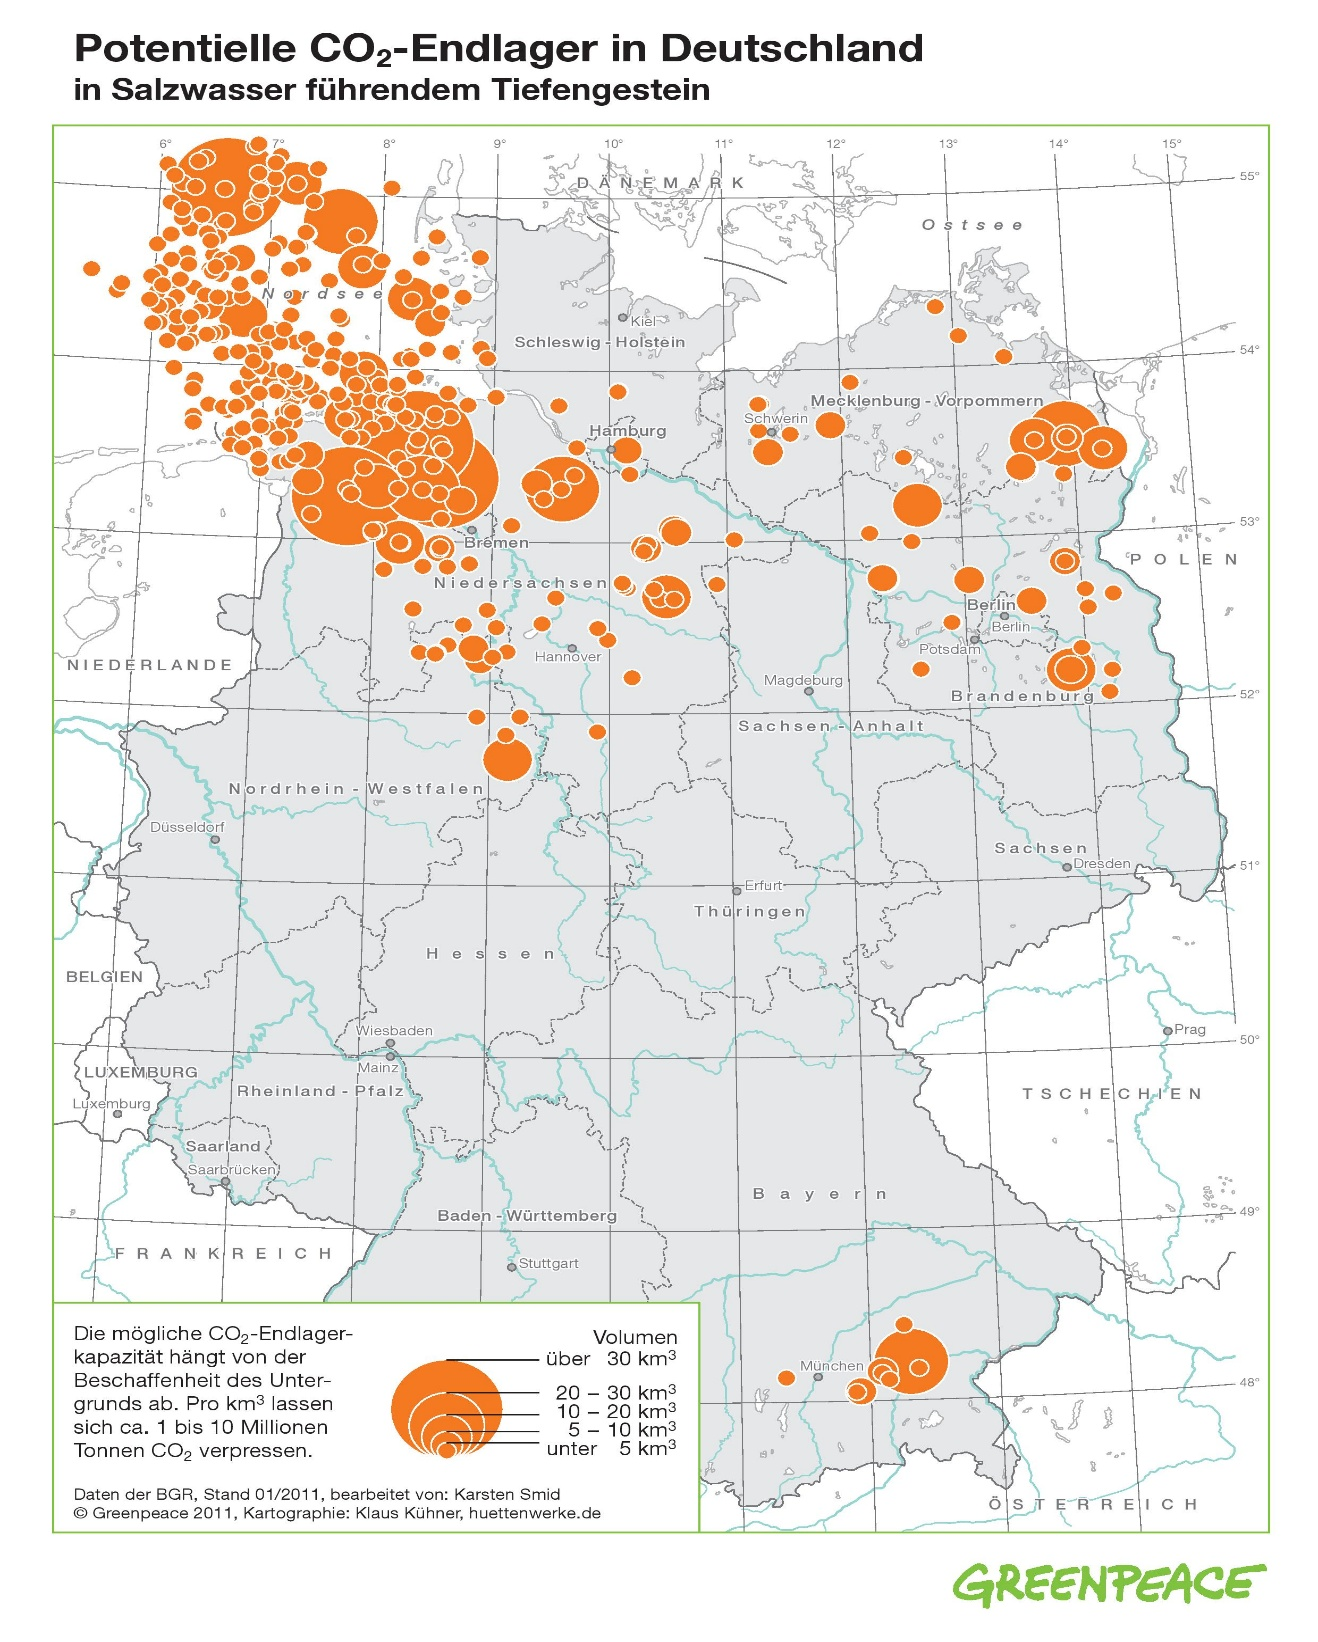 Potentielle CO₂-Endlager in Deutschland
in Salzwasser führendem Tiefengestein
6° 7° 8° 9° 10° 11° 12° 13° 14° 15°
55°
DÄNEMARK
Ostsee
Nordsee
Kiel
Schleswig-Holstein
54°
Mecklenburg-Vorpommern
Schwerin
Hamburg
53°
Bremen
POLEN
Niedersachsen
Berlin
Berlin
Potsdam
Hannover
NIEDERLANDE
Magdeburg
Brandenburg
52°
Sachsen-Anhalt
Nordrhein-Westfalen
Düsseldorf
Sachsen
Dresden
51°
Erfurt
Thüringen
Hessen
BELGIEN
Wiesbaden
Prag
50°
Mainz
LUXEMBURG
Rheinland-Pfalz
TSCHECHIEN
Luxemburg
Saarland
Saarbrücken
Bayern
49°
Baden-Württemberg
FRANKREICH
Stuttgart
München
48°
ÖSTERREICH
Die mögliche CO₂-Endlager-
kapazität hängt von der
Beschaffenheit des Unter-
grunds ab. Pro km³ lassen
sich ca. 1 bis 10 Millionen
Tonnen CO₂ verpressen.
Volumen
über 30 km³
20 – 30 km³
10 – 20 km³
5 – 10 km³
unter 5 km³
Daten der BGR, Stand 01/2011, bearbeitet von: Karsten Smid
© Greenpeace 2011, Kartographie: Klaus Kühner, huettenwerke.de
GREENPEACE